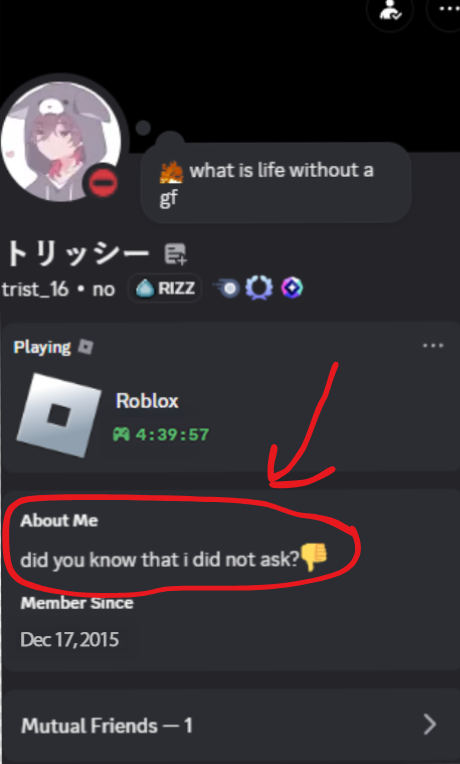 what is life without a
gf
トリッシー
trist_16 • no RIZZ
Playing
Roblox
4:39:57
About Me
did you know that i did not ask?👎
Member Since
Dec 17, 2015
Mutual Friends — 1